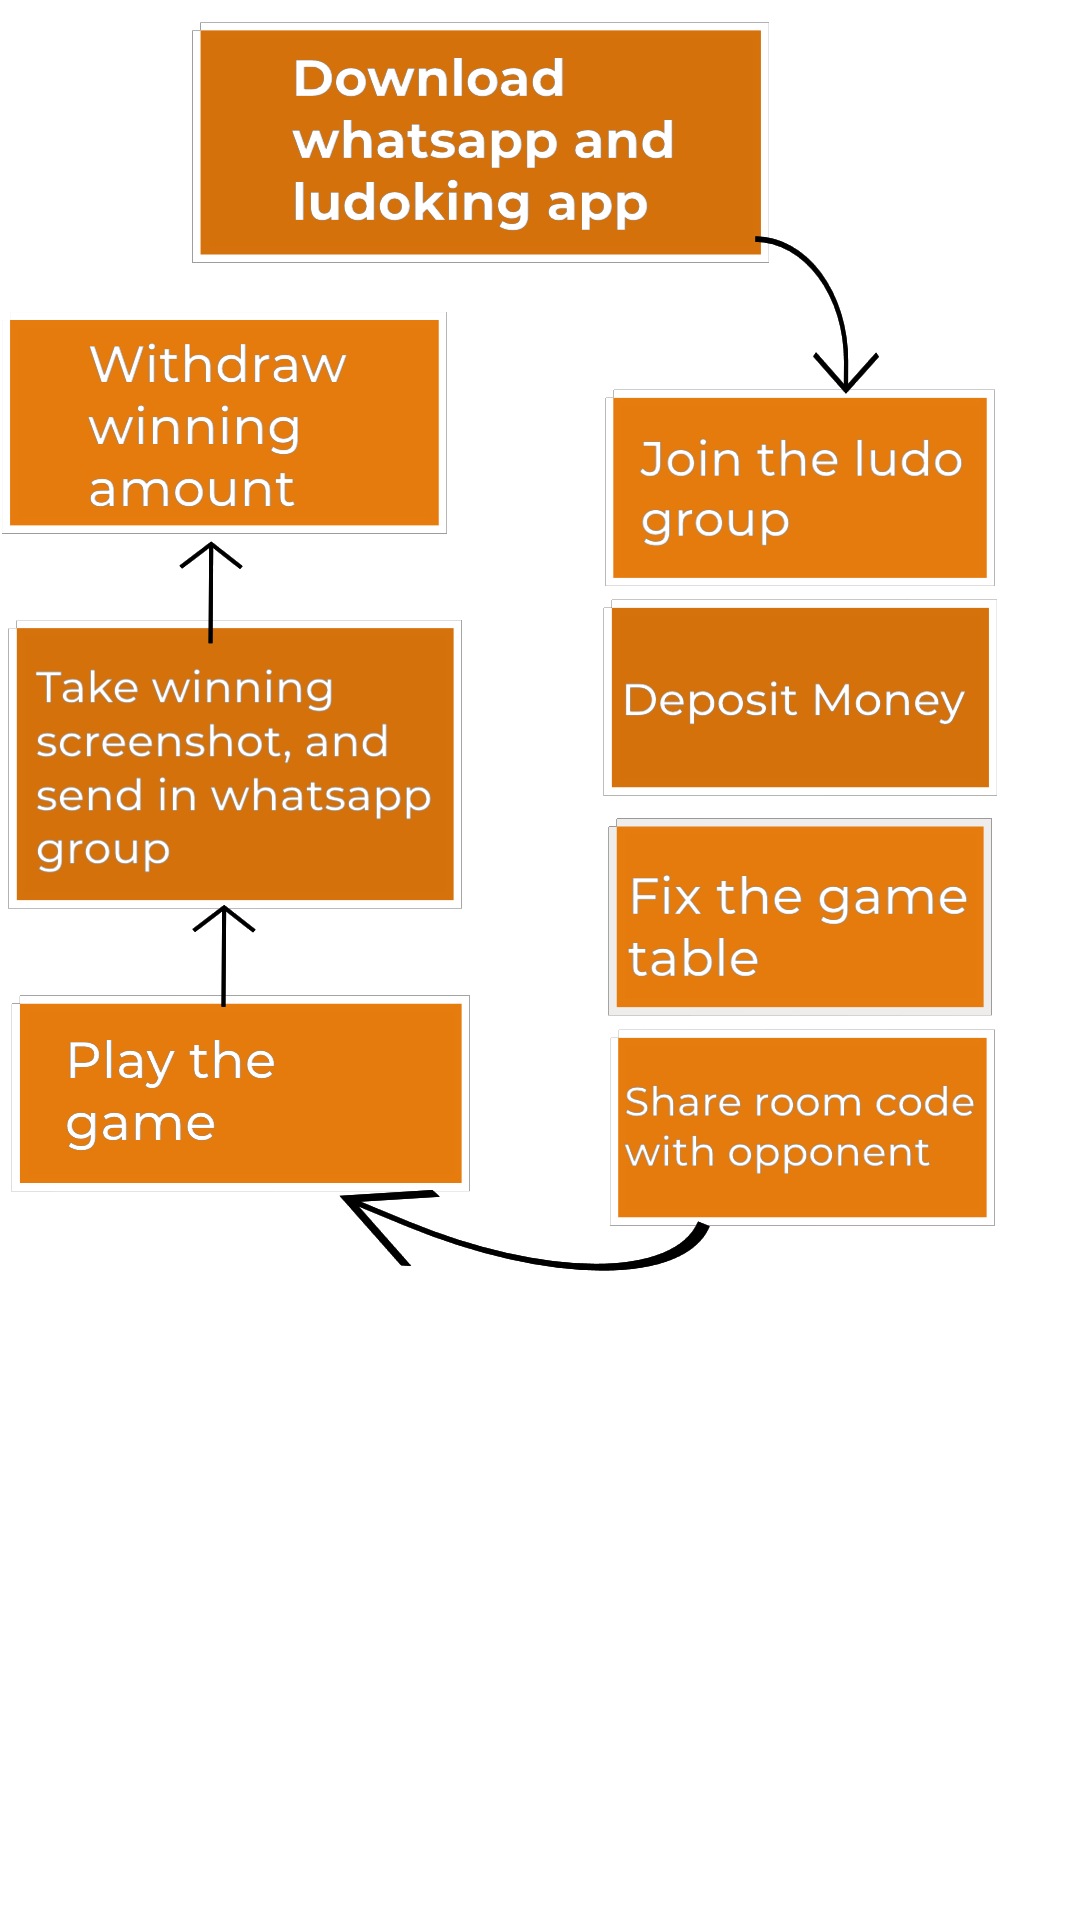 Download
whatsapp and
ludoking app
Join the ludo
group
Deposit Money
Fix the game
table
Share room code
with opponent
Play the
game
Take winning
screenshot, and
send in whatsapp
group
Withdraw
winning
amount